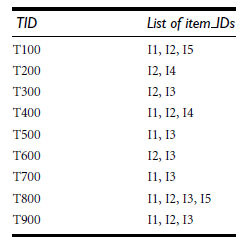 TID List of item_IDs
T100 I1, I2, I5
T200 I2, I4
T300 I2, I3
T400 I1, I2, I4
T500 I1, I3
T600 I2, I3
T700 I1, I3
T800 I1, I2, I3, I5
T900 I1, I2, I3